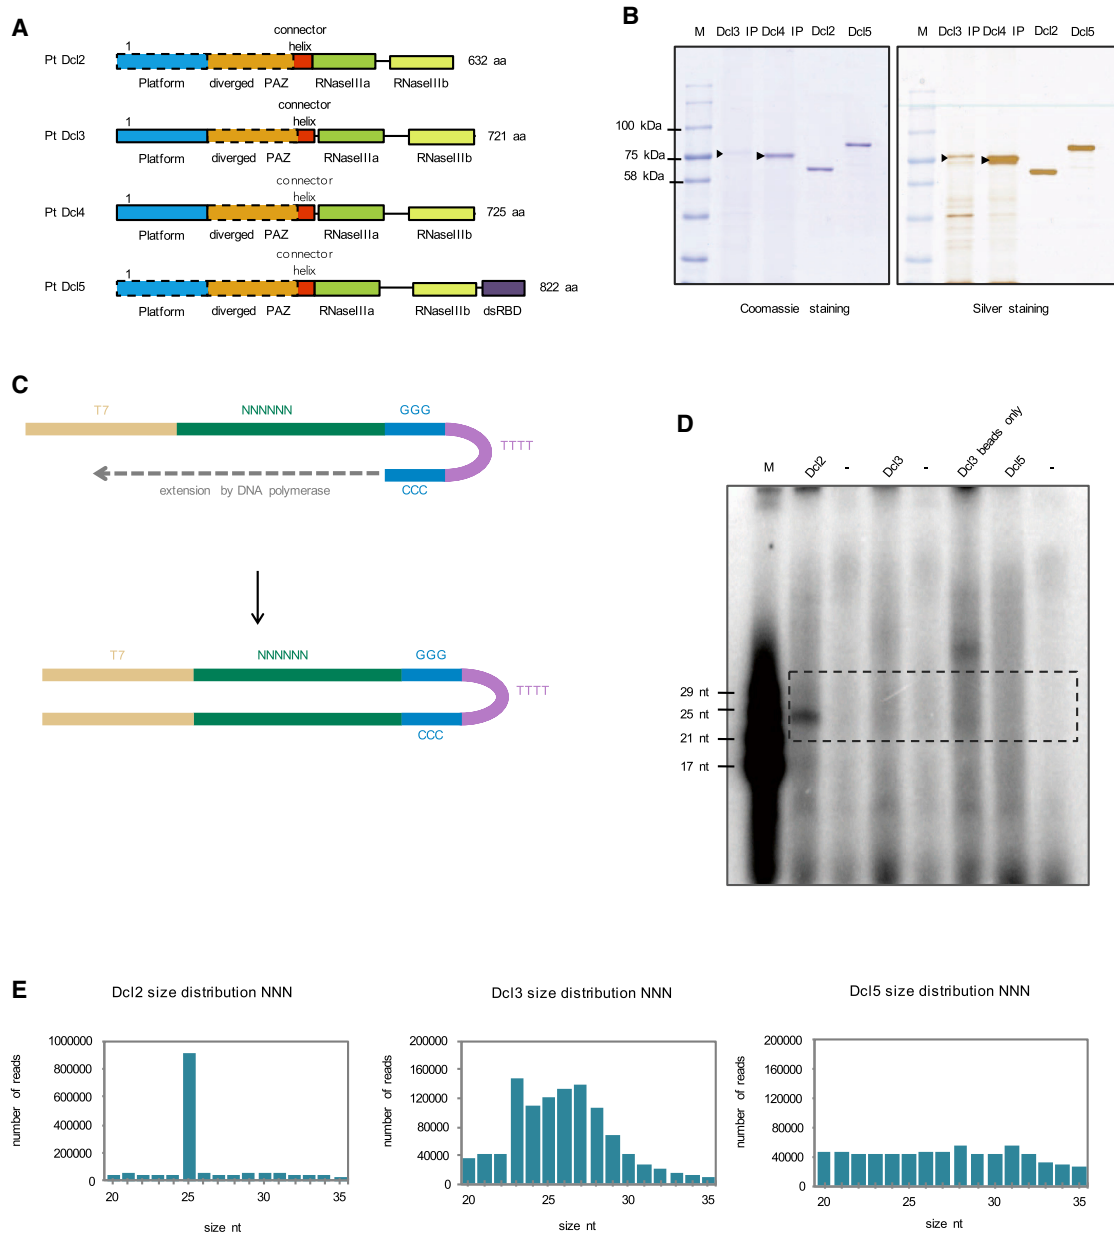 A
connector
1
helix
Pt Dcl2
632 aa
Platform diverged PAZ RNaseIIIa RNaseIIIb
connector
1
helix
Pt Dcl3
721 aa
Platform diverged PAZ RNaseIIIa RNaseIIIb
connector
1
helix
Pt Dcl4
725 aa
Platform diverged PAZ RNaseIIIa RNaseIIIb
connector
1
helix
Pt Dcl5
822 aa
Platform diverged PAZ RNaseIIIa RNaseIIIb dsRBD
B
M Dcl3 IP Dcl4 IP Dcl2 Dcl5
M Dcl3 IP Dcl4 IP Dcl2 Dcl5
100 kDa
75 kDa
58 kDa
Coomassie staining
Silver staining
C
T7 NNNNNN GGG
TTTT
CCC
extension by DNA polymerase
T7 NNNNNN GGG
TTTT
CCC
D
M Dcl2 - Dcl3 - Dcl3 beads only Dcl5 -
29 nt
25 nt
21 nt
17 nt
E
Dcl2 size distribution NNN
number of reads
1000000
800000
600000
400000
200000
0
20 25 30 35
size nt
Dcl3 size distribution NNN
number of reads
200000
160000
120000
80000
40000
0
20 25 30 35
size nt
Dcl5 size distribution NNN
number of reads
200000
160000
120000
80000
40000
0
20 25 30 35
size nt